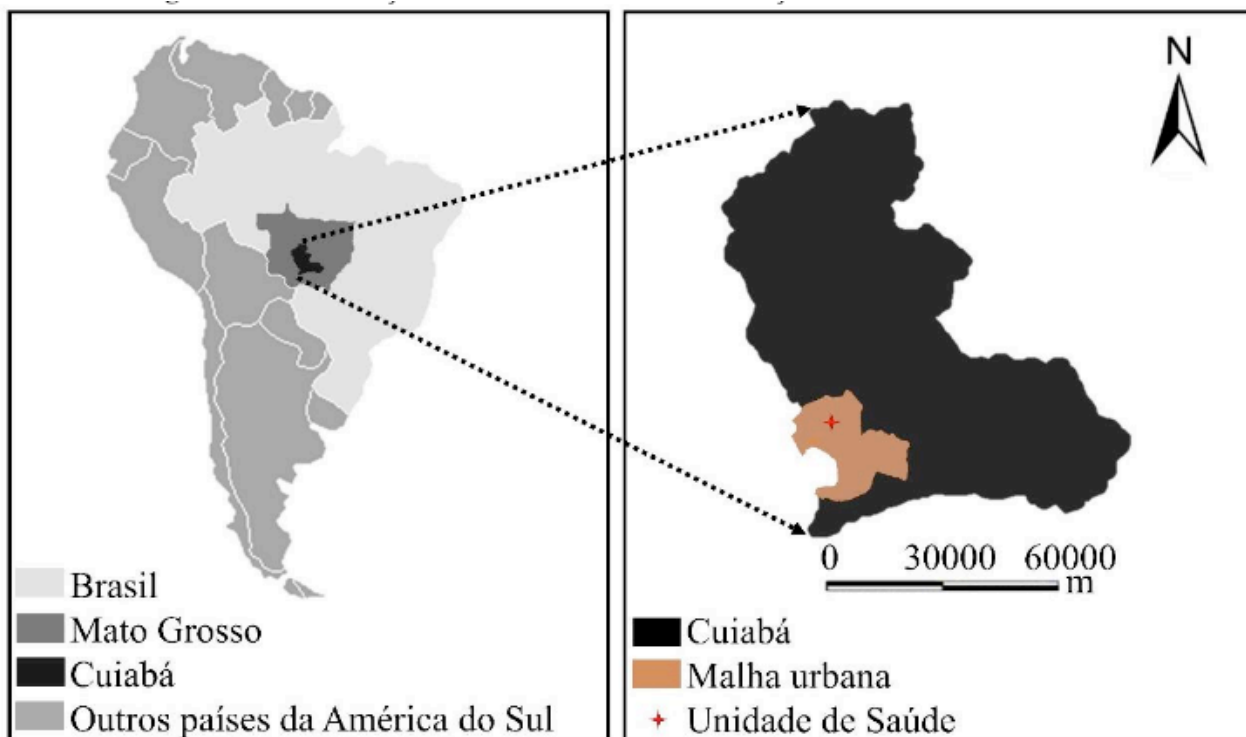 Brasil
Mato Grosso
Cuiabá
Outros países da América do Sul
N
0 30000 60000
m
Cuiabá
Malha urbana
Unidade de Saúde